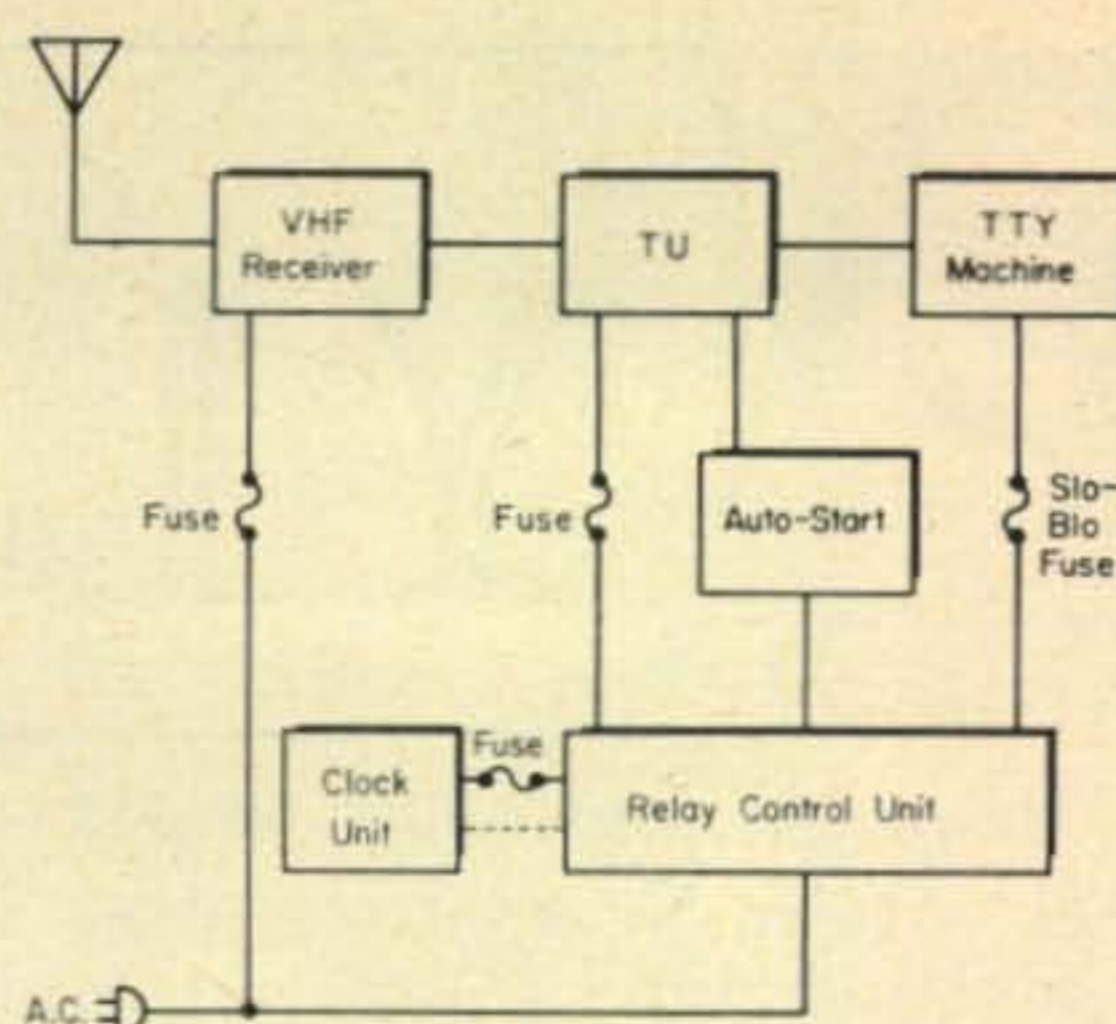 VHF
Receiver
TU
TTY
Machine
Fuse
Fuse
Auto-Start
Slo-
Blo
Fuse
Fuse
Clock
Unit
Relay Control Unit
A.C.